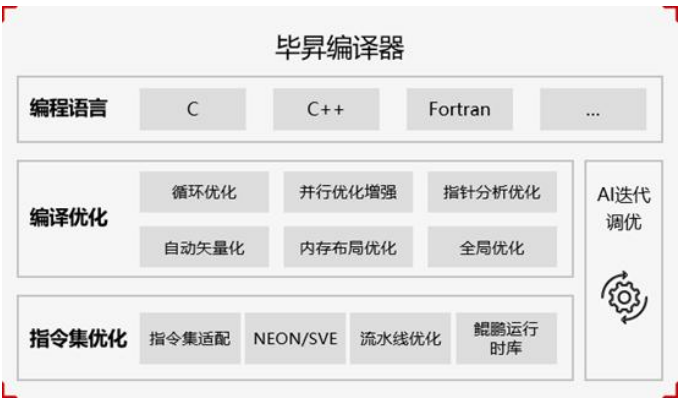 毕昇编译器
编程语言 C C++ Fortran ...
循环优化 并行优化增强 指针分析优化
编译优化
自动矢量化 内存布局优化 全局优化
AI迭代
调优
指令集优化 指令集适配 NEON/SVE 流水线优化 鲲鹏运行
时库